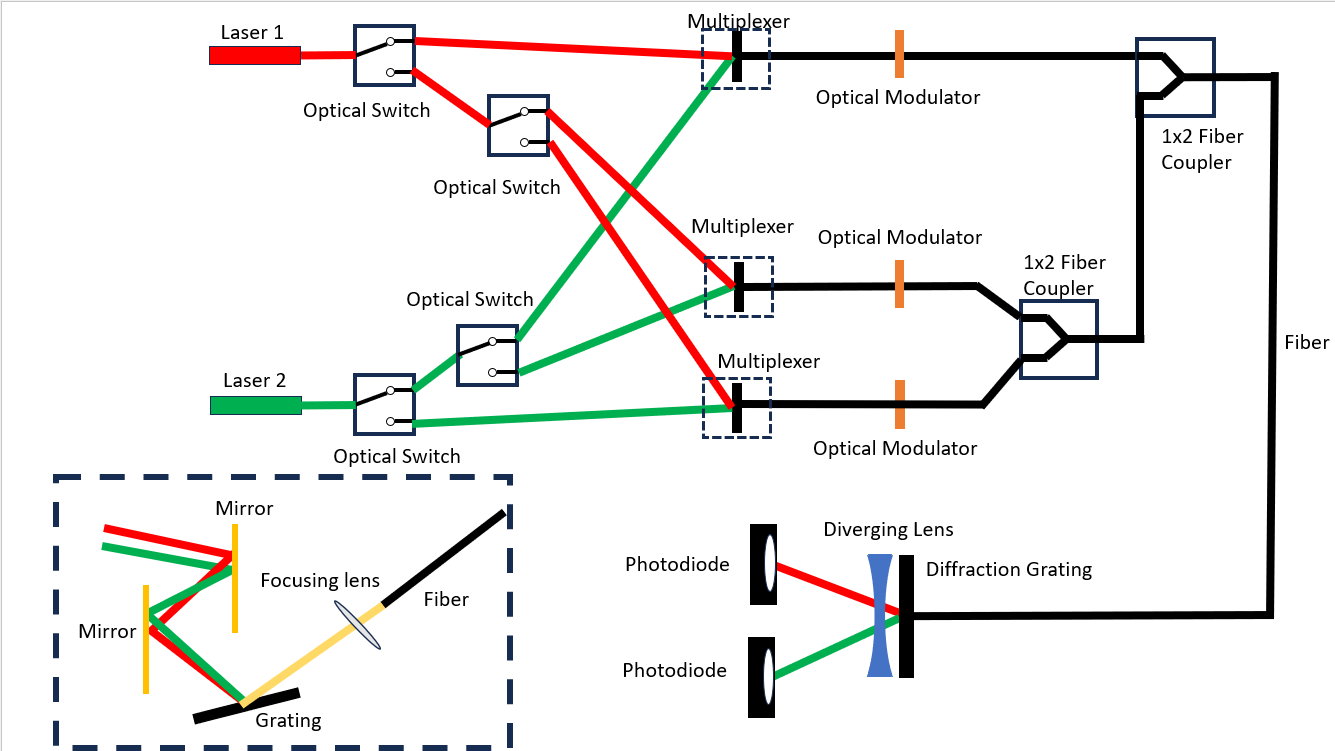 Laser 1
Optical Switch
Multiplexer
Optical Modulator
1x2 Fiber
Coupler
Optical Switch
Multiplexer
Optical Modulator
1x2 Fiber
Coupler
Optical Switch
Fiber
Laser 2
Multiplexer
Optical Switch
Optical Modulator
Mirror
Focusing lens
Fiber
Mirror
Grating
Diverging Lens
Photodiode
Diffraction Grating
Photodiode